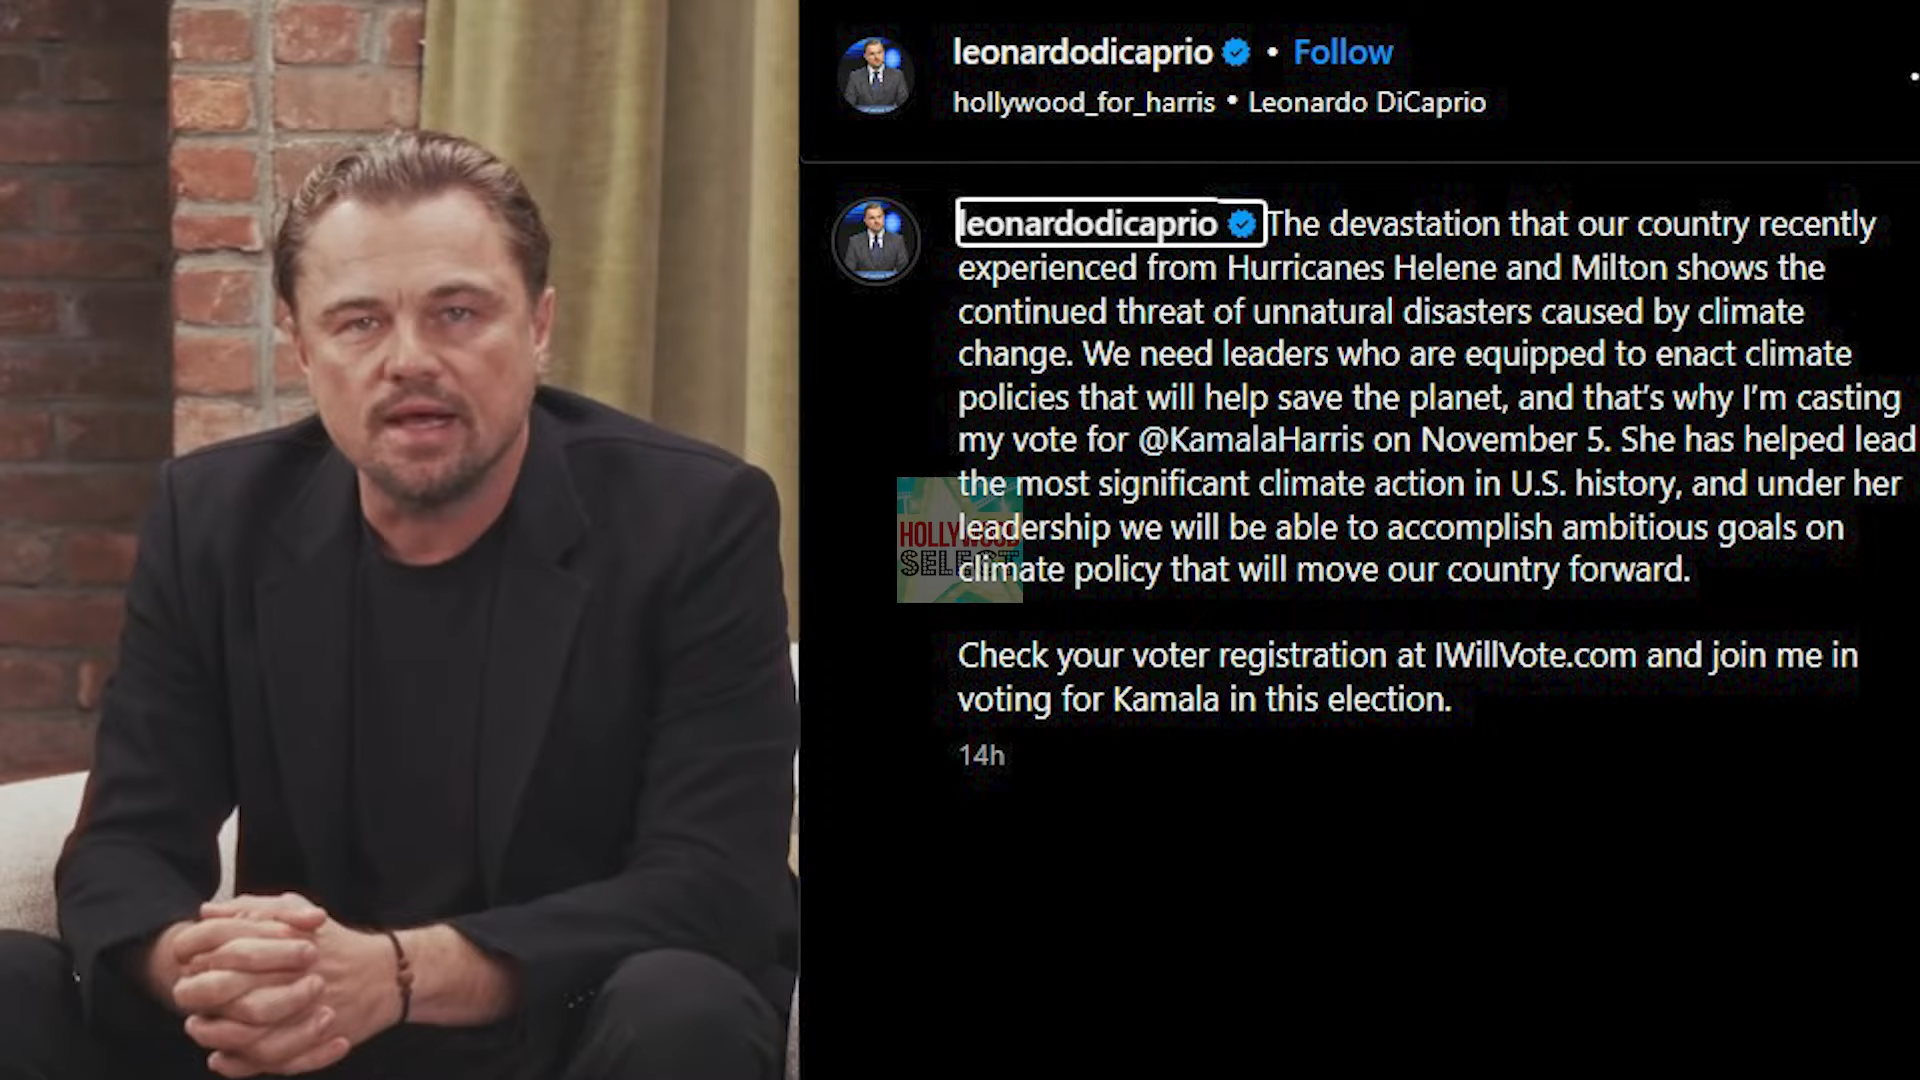 leonardodicaprio • Follow
hollywood_for_harris • Leonardo DiCaprio
leonardodicaprio The devastation that our country recently
experienced from Hurricanes Helene and Milton shows the
continued threat of unnatural disasters caused by climate
change. We need leaders who are equipped to enact climate
policies that will help save the planet, and that’s why I’m casting
my vote for @KamalaHarris on November 5. She has helped lead
the most significant climate action in U.S. history, and under her
leadership we will be able to accomplish ambitious goals on
climate policy that will move our country forward.
HOLLYWOOD
SELECT
Check your voter registration at IWillVote.com and join me in
voting for Kamala in this election.
14h